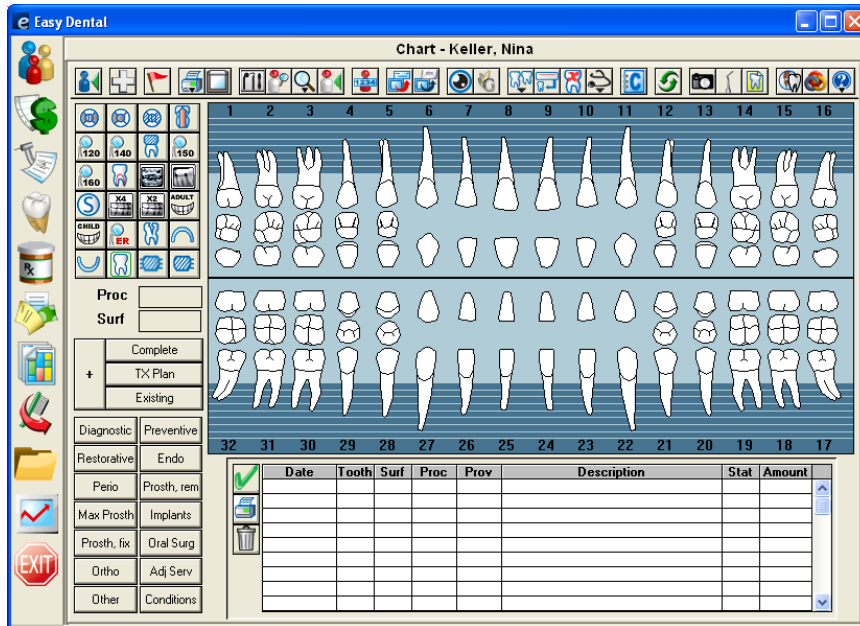 Easy Dental
Chart - Keller, Nina
1234
C
1 2 3 4 5 6 7 8 9 10 11 12 13 14 15 16
120 140 150
160
S X4 X2 ADULT
CHILD ER
Rx
Proc
Surf
Complete
+ TX Plan
Existing
Diagnostic Preventive
Restorative Endo
Perio Prosth, rem
Max Prosth Implants
Prosth, fix Oral Surg
Ortho Adj Serv
Other Conditions
EXIT
32 31 30 29 28 27 26 25 24 23 22 21 20 19 18 17
Date Tooth Surf Proc Prov Description Stat Amount